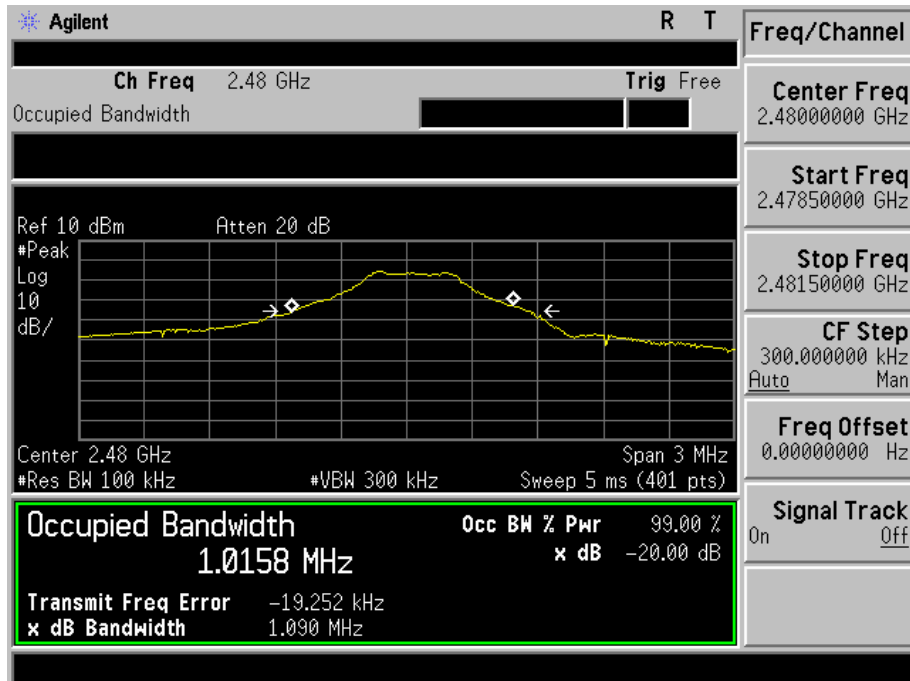 Agilent R T
Ch Freq 2.48 GHz Trig Free
Occupied Bandwidth
Ref 10 dBm Atten 20 dB
#Peak
Log
10
dB/
Center 2.48 GHz Span 3 MHz
#Res BW 100 kHz #VBW 300 kHz Sweep 5 ms (401 pts)
Occupied Bandwidth
1.0158 MHz
Occ BW % Pwr 99.00 %
x dB -20.00 dB
Transmit Freq Error -19.252 kHz
x dB Bandwidth 1.090 MHz
Freq/Channel
Center Freq
2.48000000 GHz
Start Freq
2.47850000 GHz
Stop Freq
2.48150000 GHz
CF Step
300.000000 kHz
Auto Man
Freq Offset
0.00000000 Hz
Signal Track
On Off